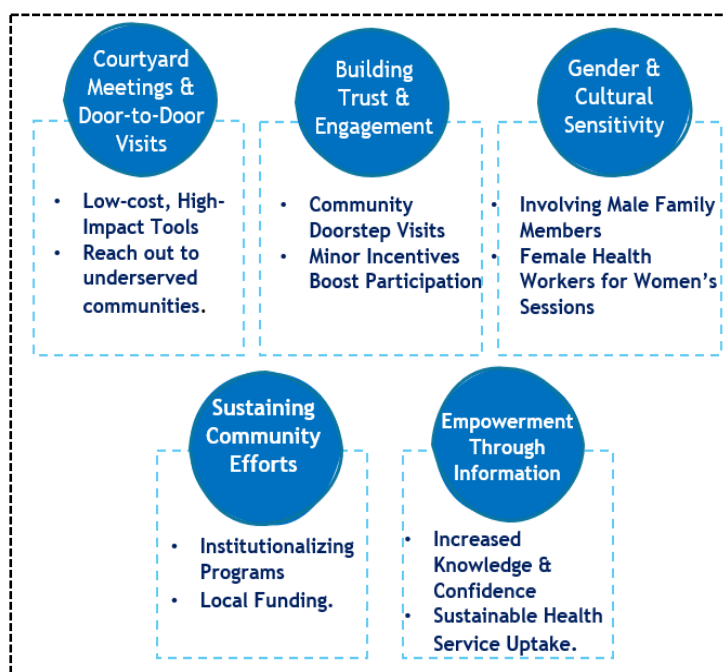 Courtyard
Meetings &
Door-to-Door
Visits
• Low-cost, High-
Impact Tools
• Reach out to
underserved
communities.
Building
Trust &
Engagement
• Community
Doorstep Visits
• Minor Incentives
Boost Participation
Gender &
Cultural
Sensitivity
• Involving Male Family
Members
• Female Health
Workers for Women’s
Sessions
Sustaining
Community
Efforts
• Institutionalizing
Programs
• Local Funding.
Empowerment
Through
Information
• Increased
Knowledge &
Confidence
• Sustainable Health
Service Uptake.